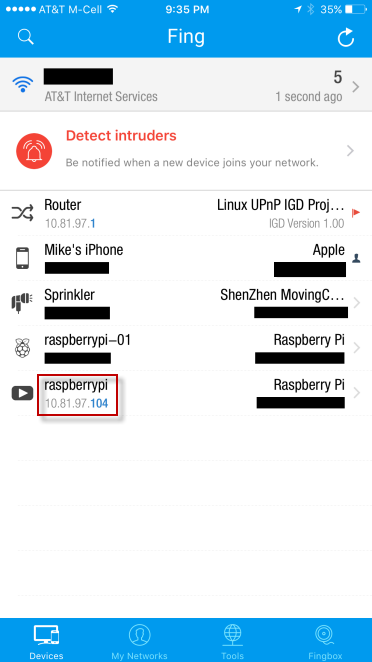 AT&T M-Cell 9:35 PM 35%
Fing
5
AT&T Internet Services 1 second ago
Detect intruders
Be notified when a new device joins your network.
Router Linux UPnP IGD Proj...
10.81.97.1 IGD Version 1.00
Mike's iPhone Apple
Sprinkler ShenZhen MovingC...
raspberrypi-01 Raspberry Pi
raspberrypi Raspberry Pi
10.81.97.104
Devices My Networks Tools Fingbox